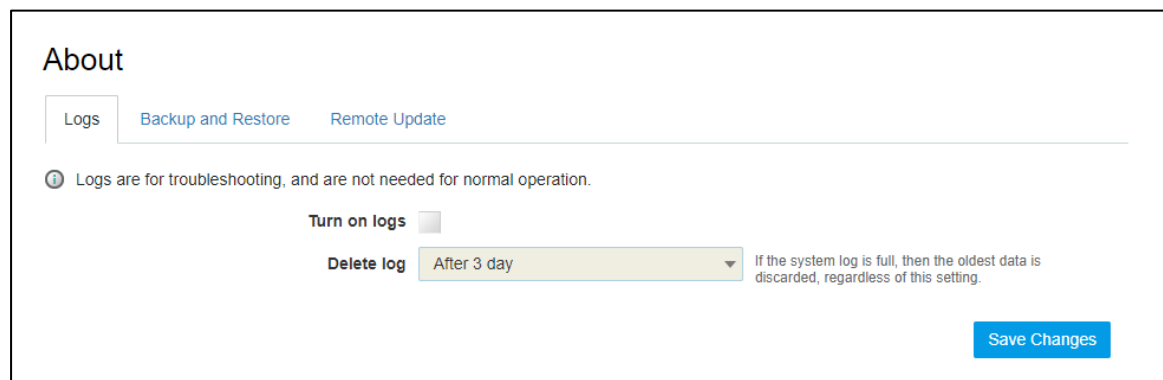 About
Logs Backup and Restore Remote Update
Logs are for troubleshooting, and are not needed for normal operation.
Turn on logs
Delete log After 3 day If the system log is full, then the oldest data is
discarded, regardless of this setting.
Save Changes